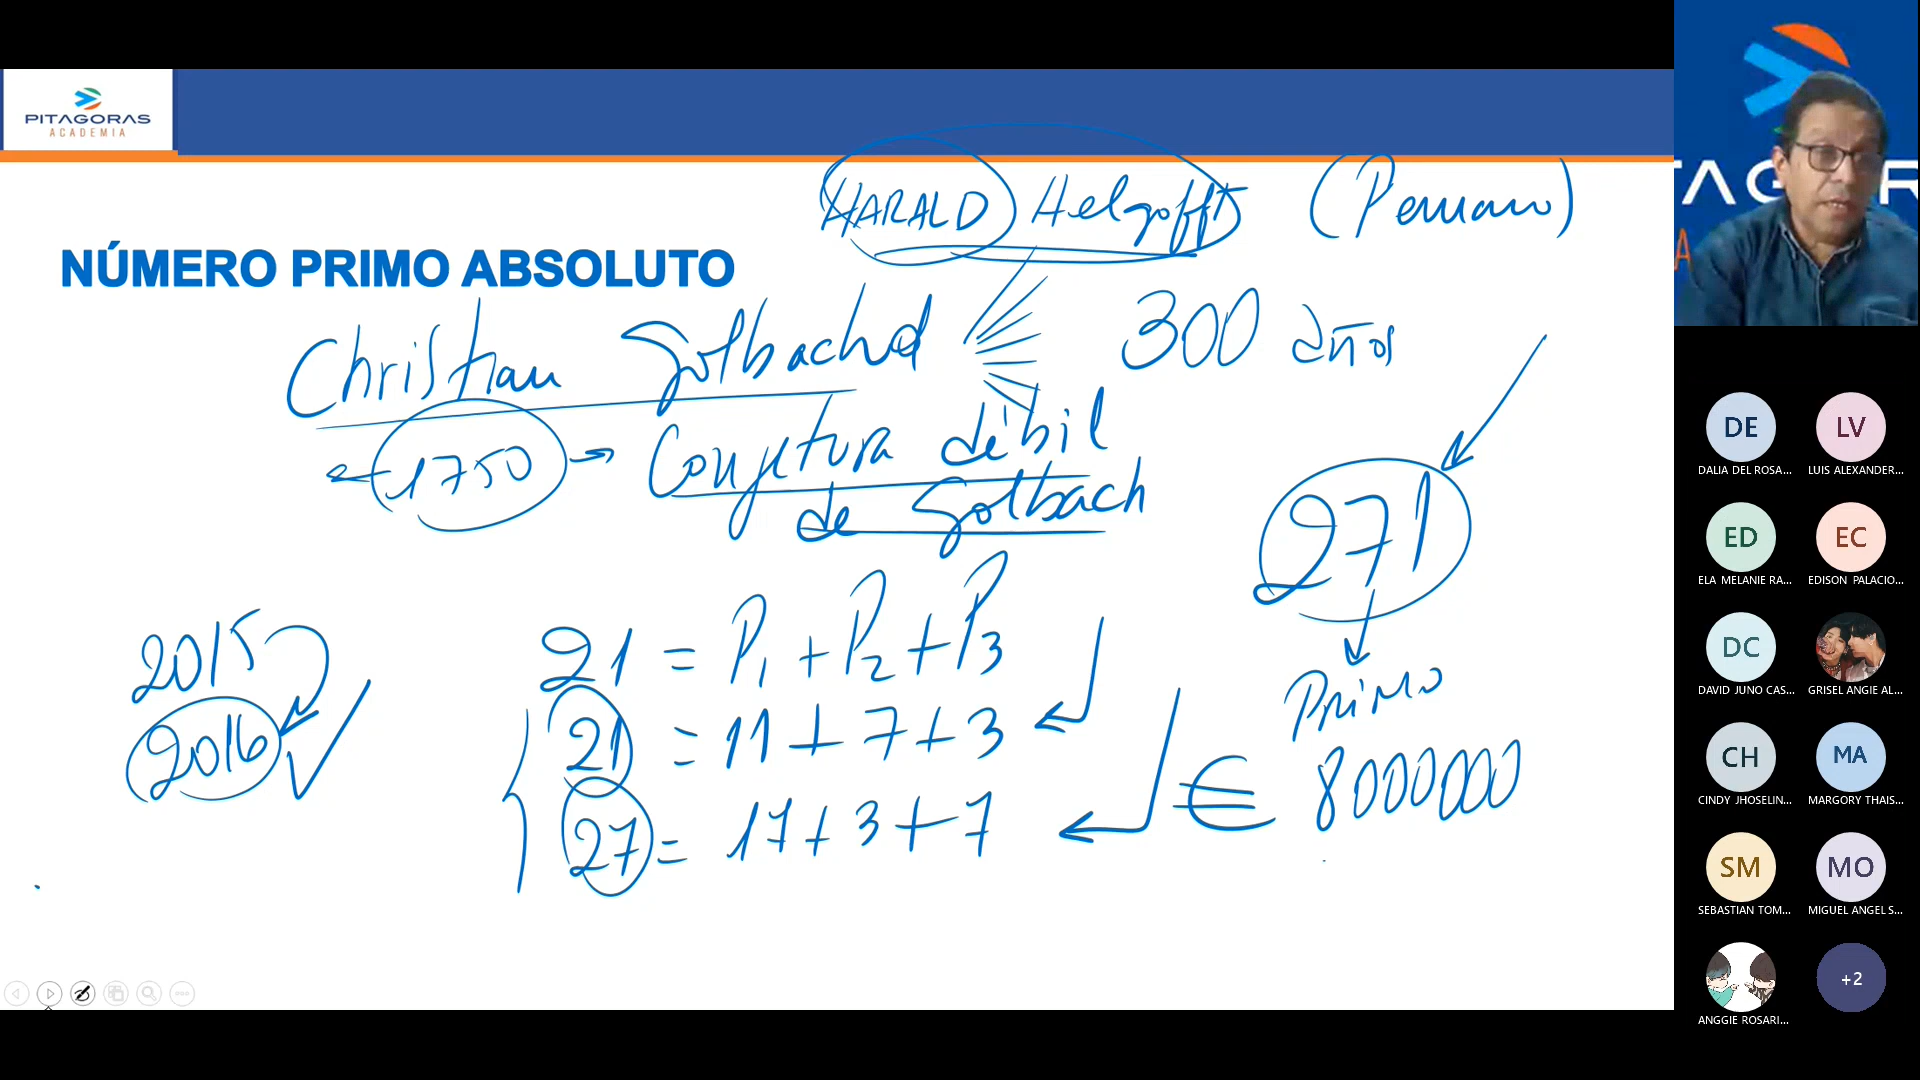 PITAGORAS
ACADEMIA
HARALD Helgofft (Peruano)
NÚMERO PRIMO ABSOLUTO
Christian Golbachd 300 años
1750 → Conjetura débil
de Golbach
271
Primo
2015
2016
21 = P1 + P2 + P3
21 = 11 + 7 + 3
27 = 17 + 3 + 7
€ 8000000
TAGOR
A
DE
DALIA DEL ROSA...
LV
LUIS ALEXANDER...
ED
ELA MELANIE RA...
EC
EDISON PALACIO...
DC
DAVID JUNO CAS...
GRISEL ANGIE AL...
CH
CINDY JHOSELIN...
MA
MARGORY THAIS...
SM
SEBASTIAN TOM...
MO
MIGUEL ANGEL S...
ANGGIE ROSARI...
+2